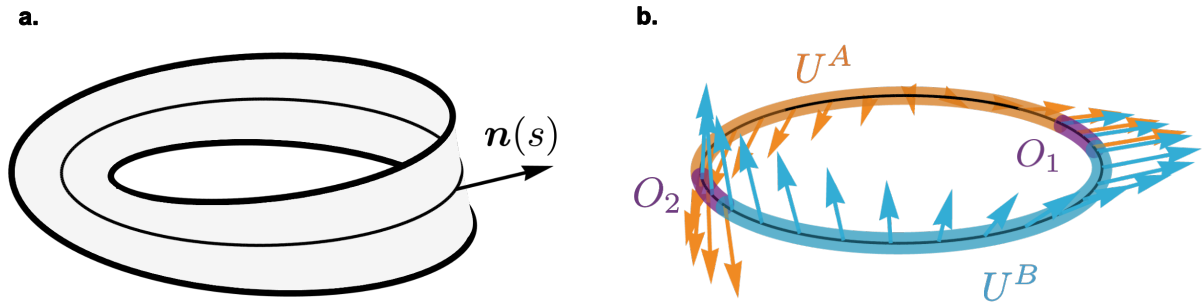 a.
n(s)
b.
U^A
O_1
O_2
U^B